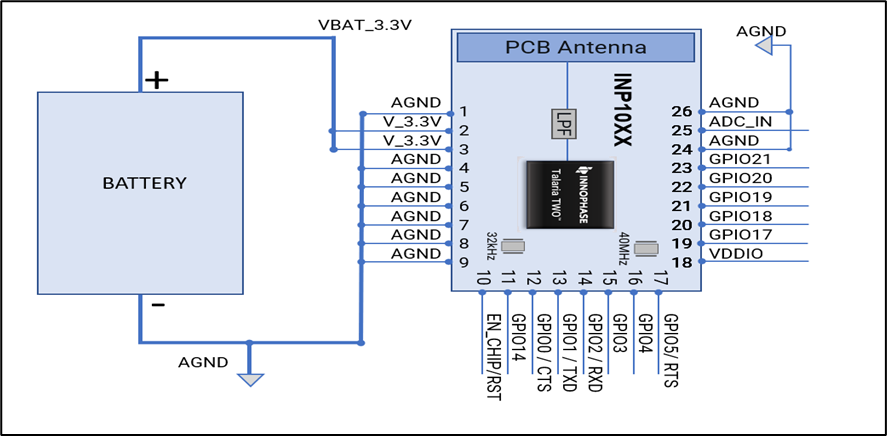 VBAT_3.3V
AGND
PCB Antenna
+
BATTERY
-
AGND
INP10XX
LPF
INNOPHASE
Talaria TWO™
32kHz
40MHz
AGND 1
V_3.3V 2
V_3.3V 3
AGND 4
AGND 5
AGND 6
AGND 7
AGND 8
AGND 9
10 EN_CHIP/RST
11 GPIO14
12 GPIO0 / CTS
13 GPIO1 / TXD
14 GPIO2 / RXD
15 GPIO3
16 GPIO4
17 GPIO5/ RTS
26 AGND
25 ADC_IN
24 AGND
23 GPIO21
22 GPIO20
21 GPIO19
20 GPIO18
19 GPIO17
18 VDDIO